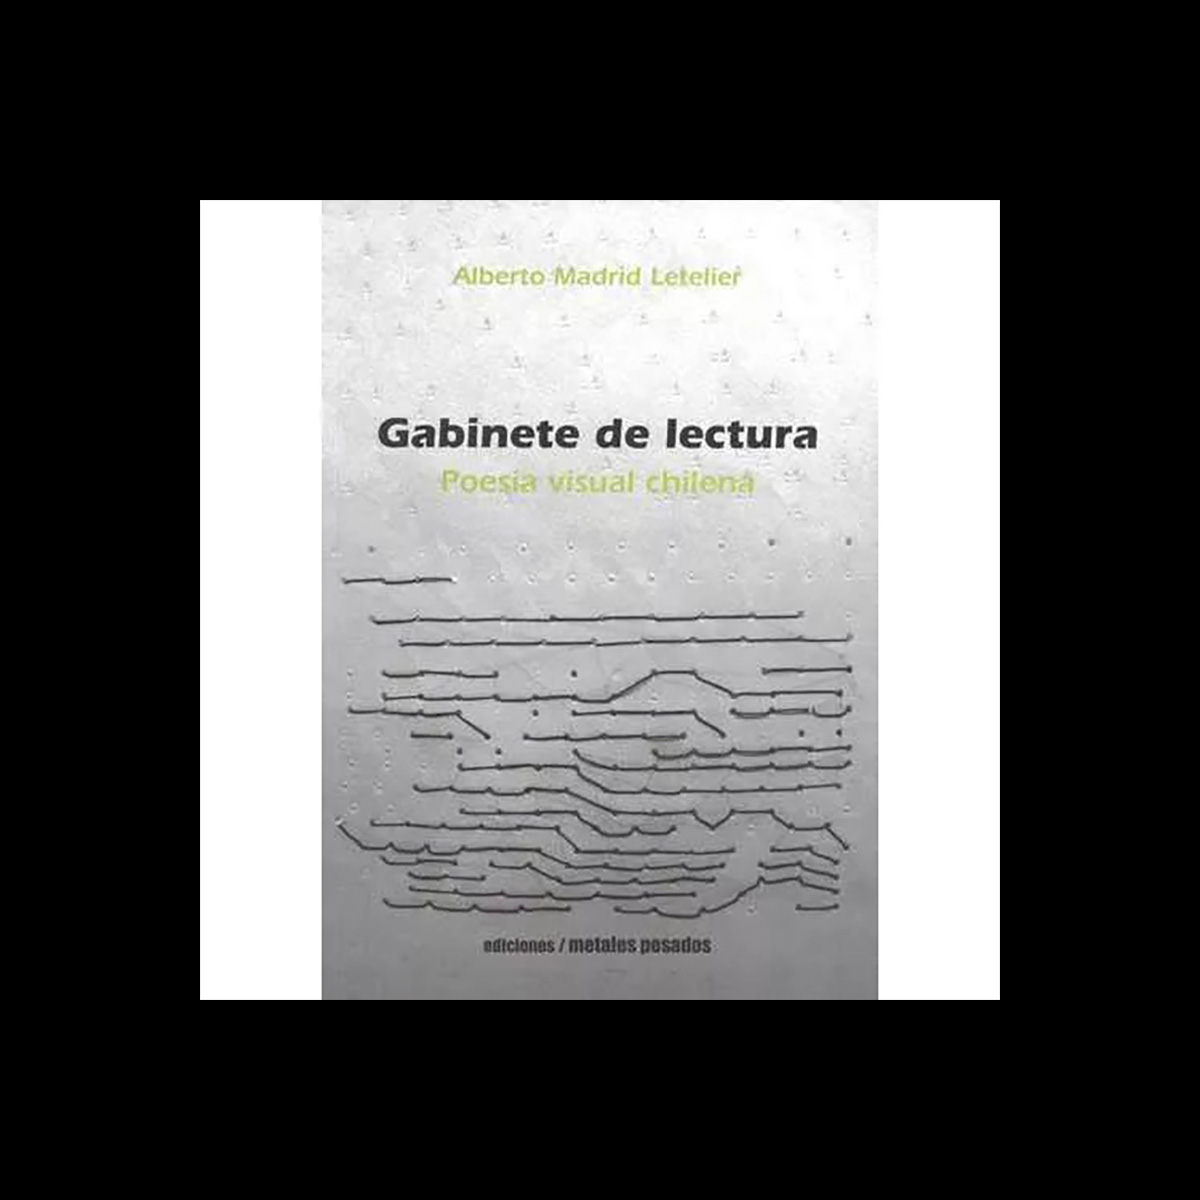 Alberto Madrid Letelier
Gabinete de lectura
Poesía visual chilena
ediciones / metales pesados